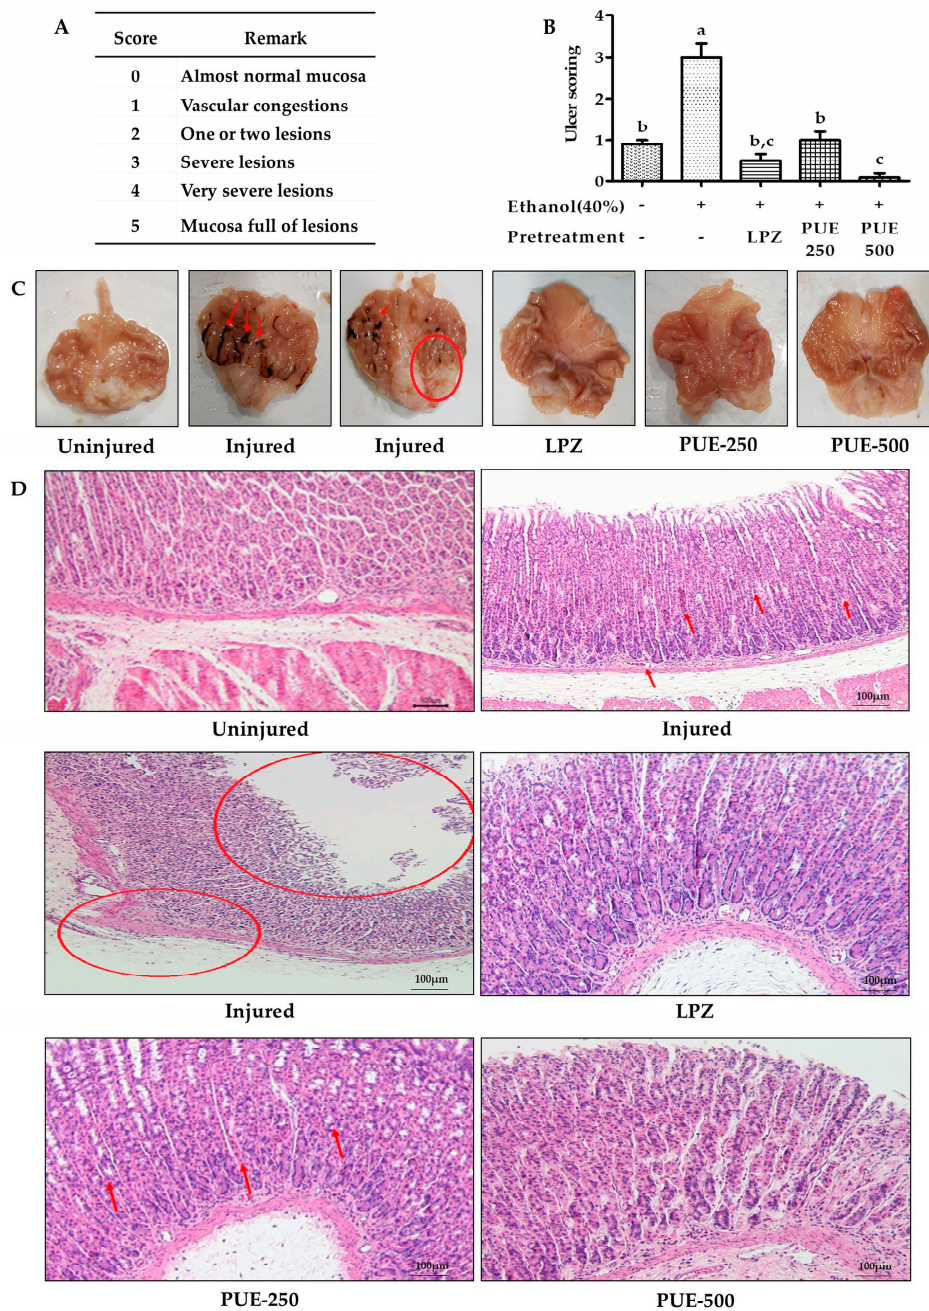 A
Score Remark
0 Almost normal mucosa
1 Vascular congestions
2 One or two lesions
3 Severe lesions
4 Very severe lesions
5 Mucosa full of lesions
B
Ulcer scoring
4
3
1
0
a
b
b,c
b
c
Ethanol(40%) - + + + +
Pretreatment - - LPZ PUE 250 PUE 500
C
Uninjured Injured Injured LPZ PUE-250 PUE-500
D
Uninjured Injured
100μm
Injured LPZ
100μm 100μm
PUE-250 PUE-500
100μm 100μm